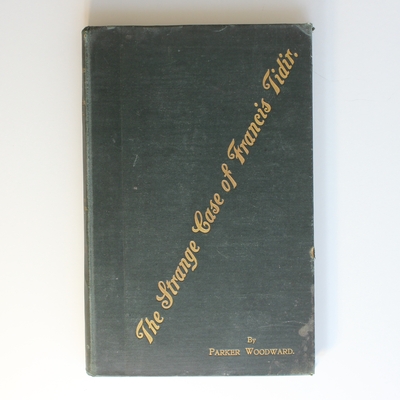 The Strange Case of Francis Tidir.
By
PARKER WOODWARD.